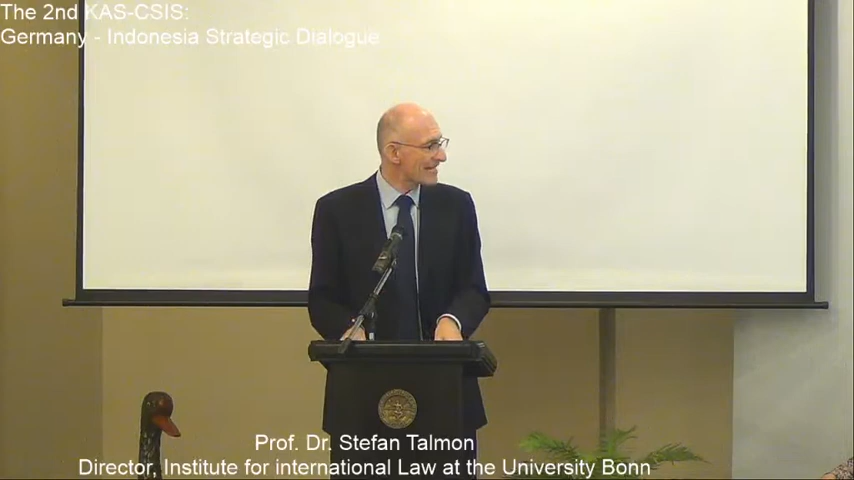 The 2nd KAS-CSIS:
Germany - Indonesia Strategic Dialogue
Prof. Dr. Stefan Talmon
Director, Institute for international Law at the University Bonn